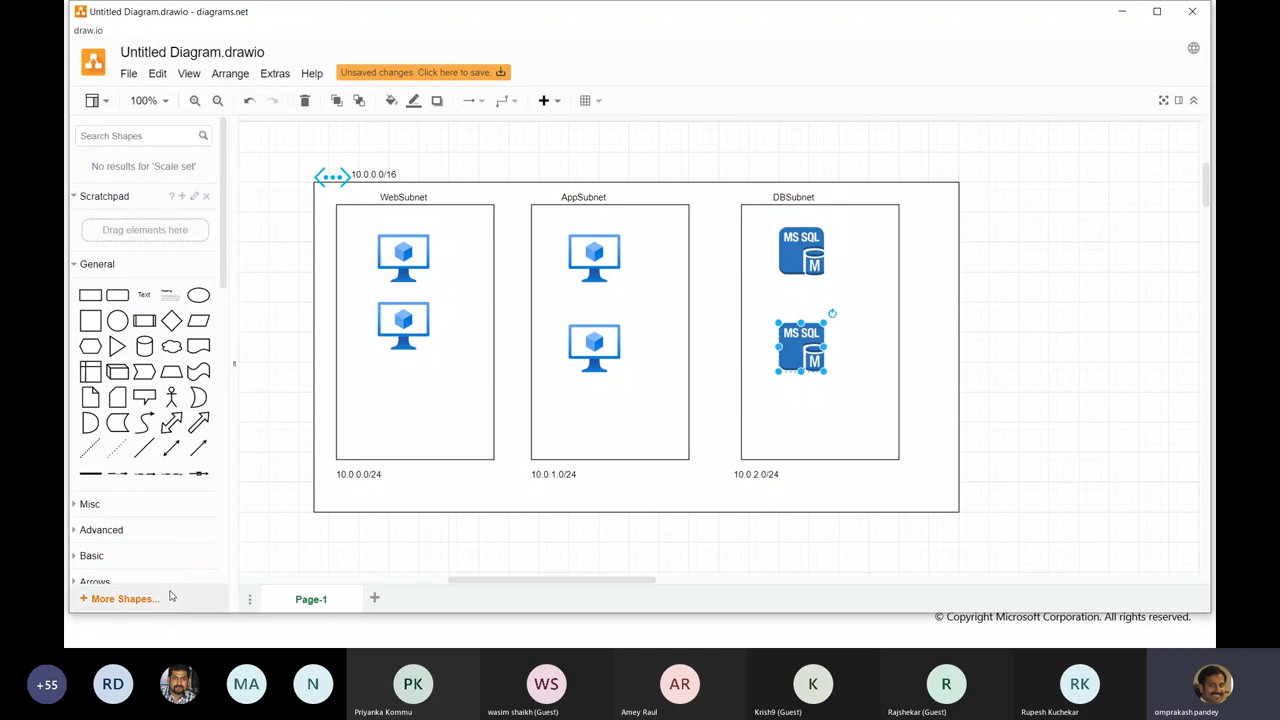 Untitled Diagram.drawio - diagrams.net
draw.io
Untitled Diagram.drawio
File Edit View Arrange Extras Help
Unsaved changes. Click here to save.
100%
Search Shapes
No results for 'Scale set'
Scratchpad
?
Drag elements here
General
Text
Misc
Advanced
Basic
Arrows
+ More Shapes...
10.0.0.0/16
WebSubnet AppSubnet DBSubnet
MS SQL
M
MS SQL
M
10.0.0.0/24 10.0.1.0/24 10.0.2.0/24
Page-1
© Copyright Microsoft Corporation. All rights reserved.
+55 RD MA N PK WS AR K R RK
Priyanka Kommu wasim shaikh (Guest) Amey Raul Krish9 (Guest) Rajshekar (Guest) Rupesh Kuchekar omprakash pandey